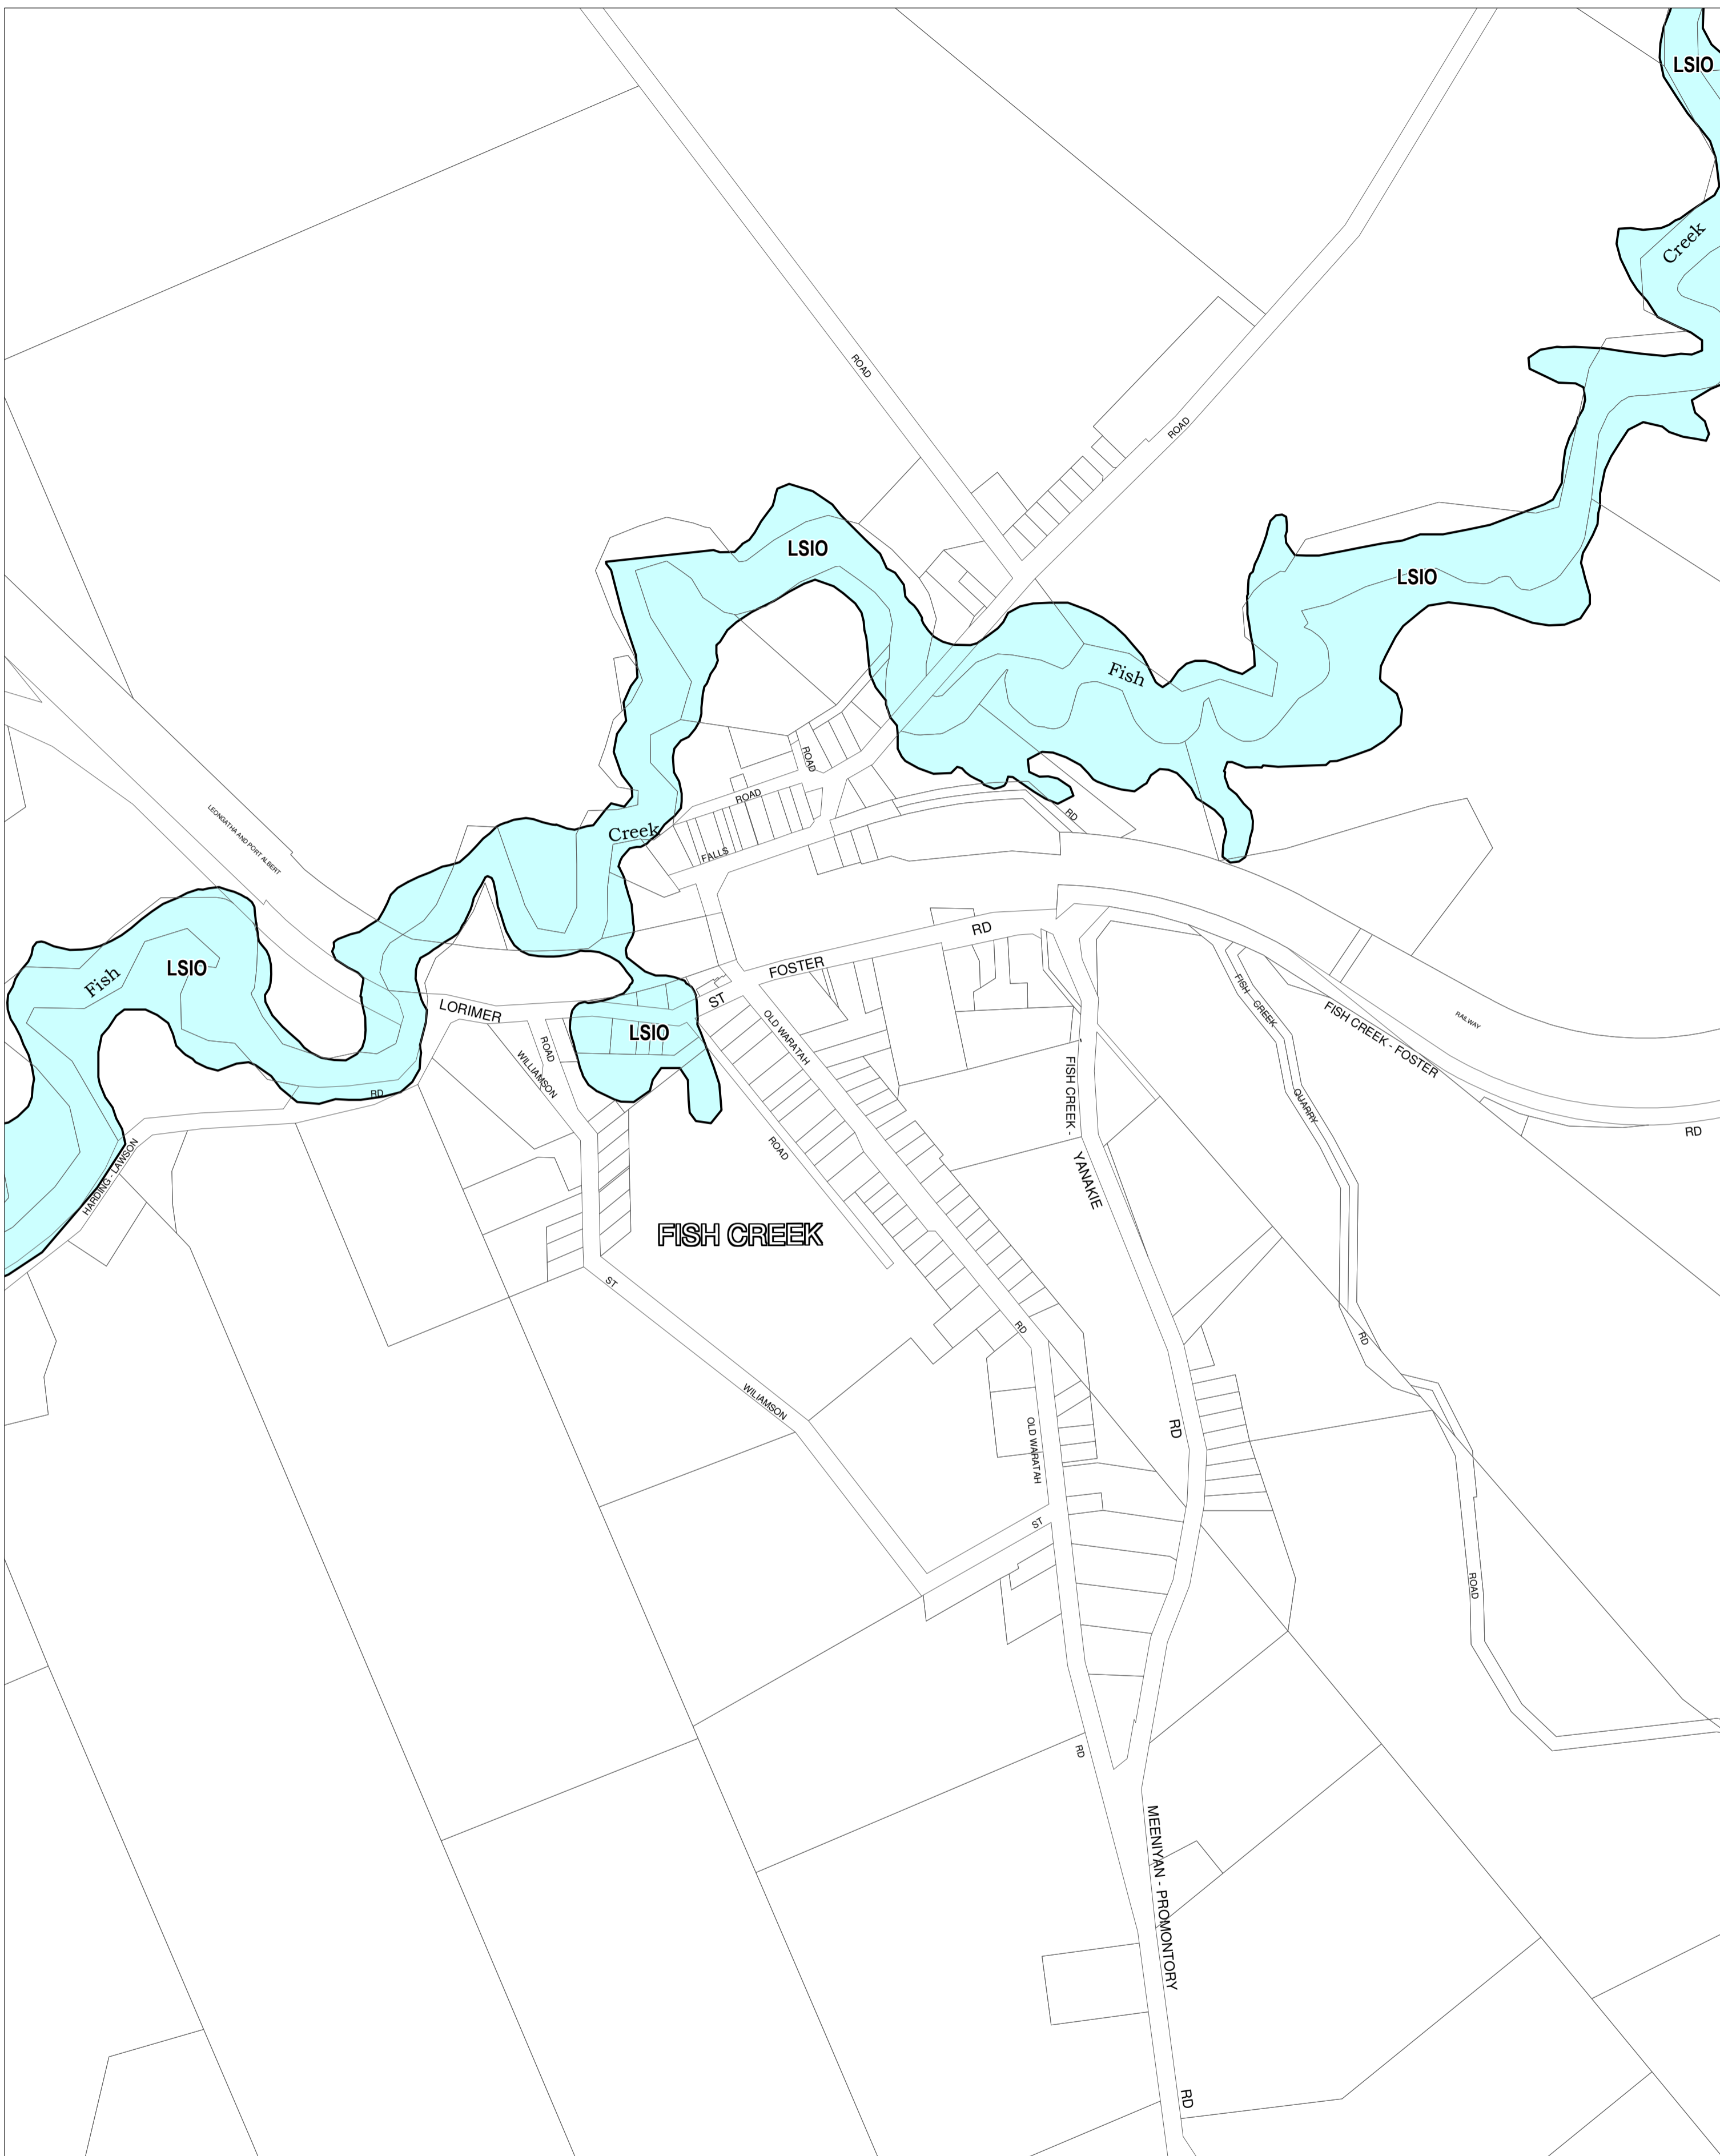 LSIO
Creek
ROAD
ROAD
LSIO
LSIO
Fish
ROAD
ROAD
RD
LEONGATHA AND PORT ALBERT
Creek
FALLS
RD
FOSTER
LSIO
Fish
ST
LORIMER
LSIO
OLD WARATAH
FISH CREEK
FISH CREEK - FOSTER
RAILWAY
ROAD
WILLIAMSON
RD
FISH CREEK -
QUARRY
RD
HARDING - LAWSON
ROAD
YANAKIE
FISH CREEK
ST
RD
RD
WILIAMSON
RD
OLD WARATAH
ST
ROAD
RD
MEENIYAN - PROMONTORY
RD